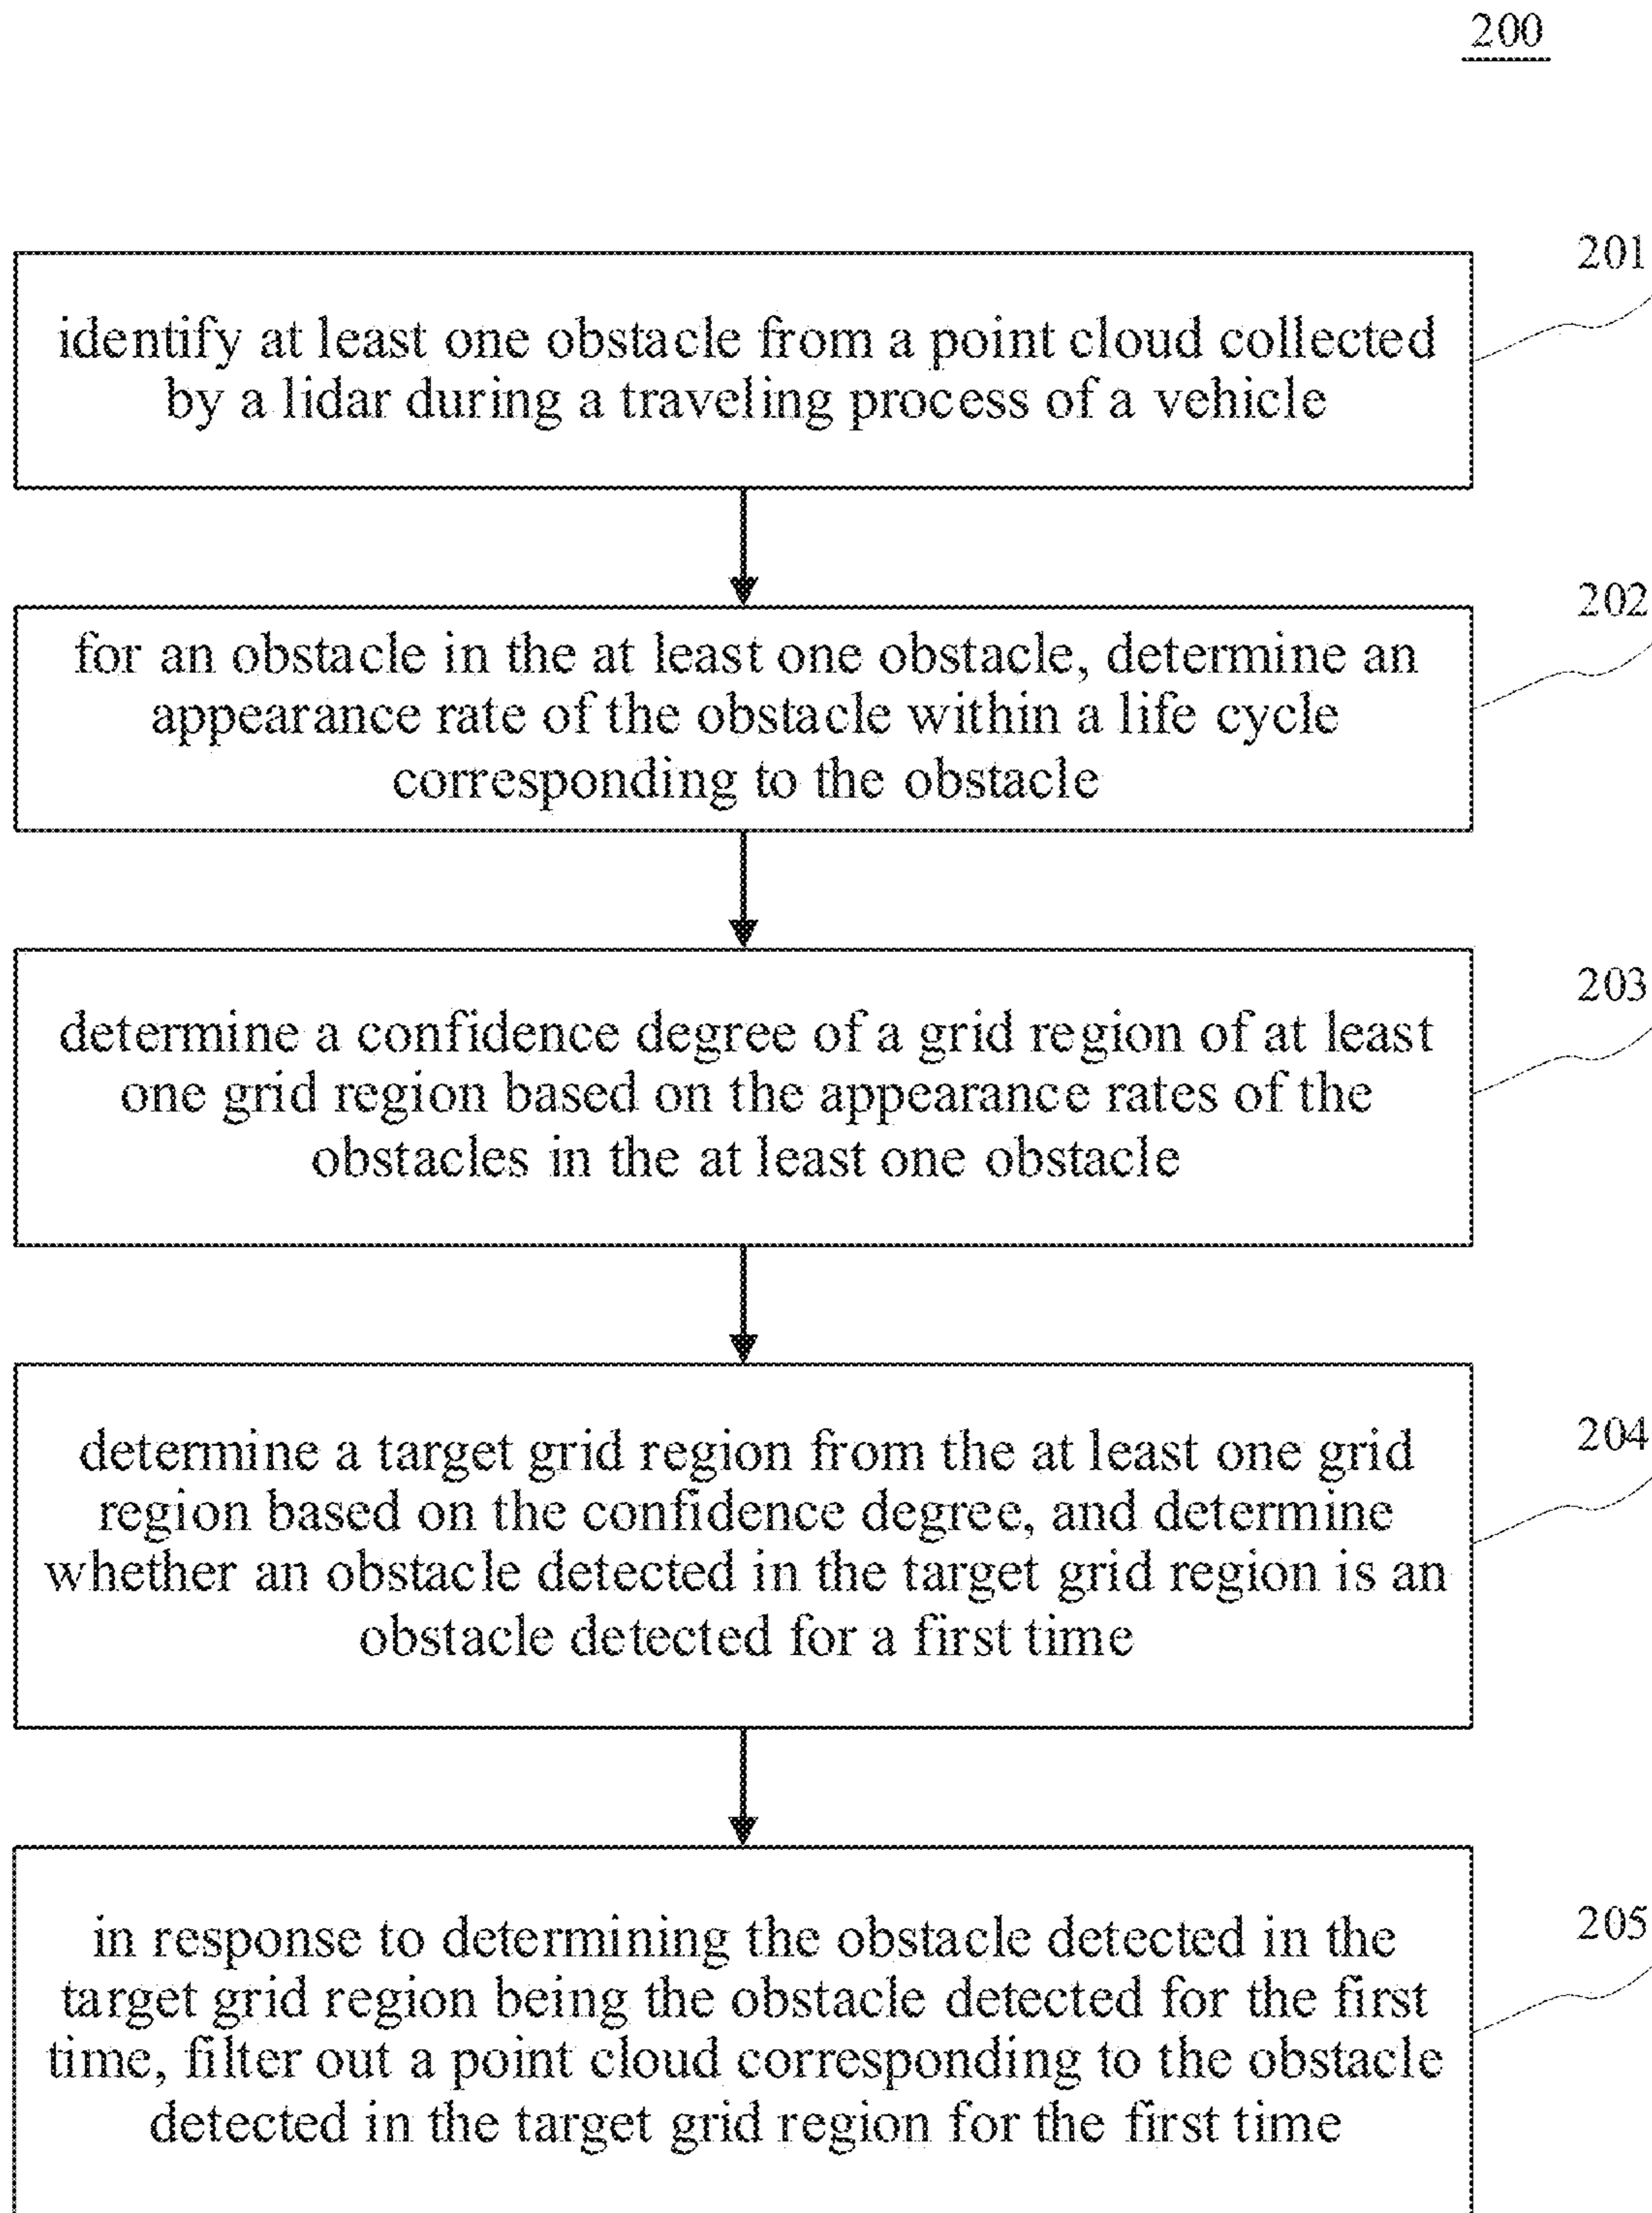 200
201
identify at least one obstacle from a point cloud collected
by a lidar during a traveling process of a vehicle
202
for an obstacle in the at least one obstacle, determine an
appearance rate of the obstacle within a life cycle
corresponding to the obstacle
203
determine a confidence degree of a grid region of at least
one grid region based on the appearance rates of the
obstacles in the at least one obstacle
204
determine a target grid region from the at least one grid
region based on the confidence degree, and determine
whether an obstacle detected in the target grid region is an
obstacle detected for a first time
205
in response to determining the obstacle detected in the
target grid region being the obstacle detected for the first
time, filter out a point cloud corresponding to the obstacle
detected in the target grid region for the first time